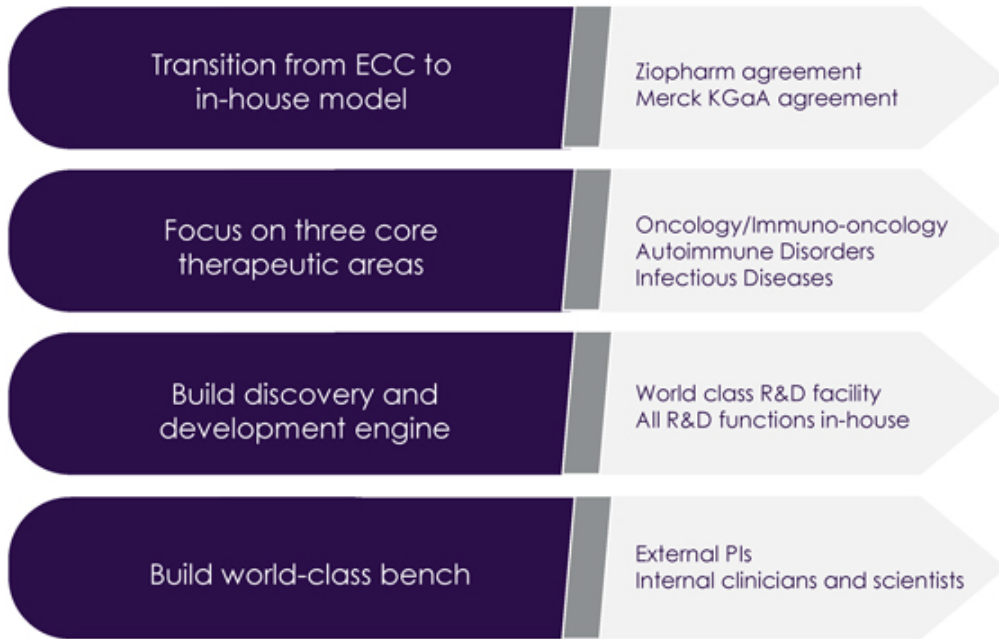 Transition from ECC to
in-house model
Ziopharm agreement
Merck KGaA agreement
Focus on three core
therapeutic areas
Oncology/Immuno-oncology
Autoimmune Disorders
Infectious Diseases
Build discovery and
development engine
World class R&D facility
All R&D functions in-house
Build world-class bench
External PIs
Internal clinicians and scientists